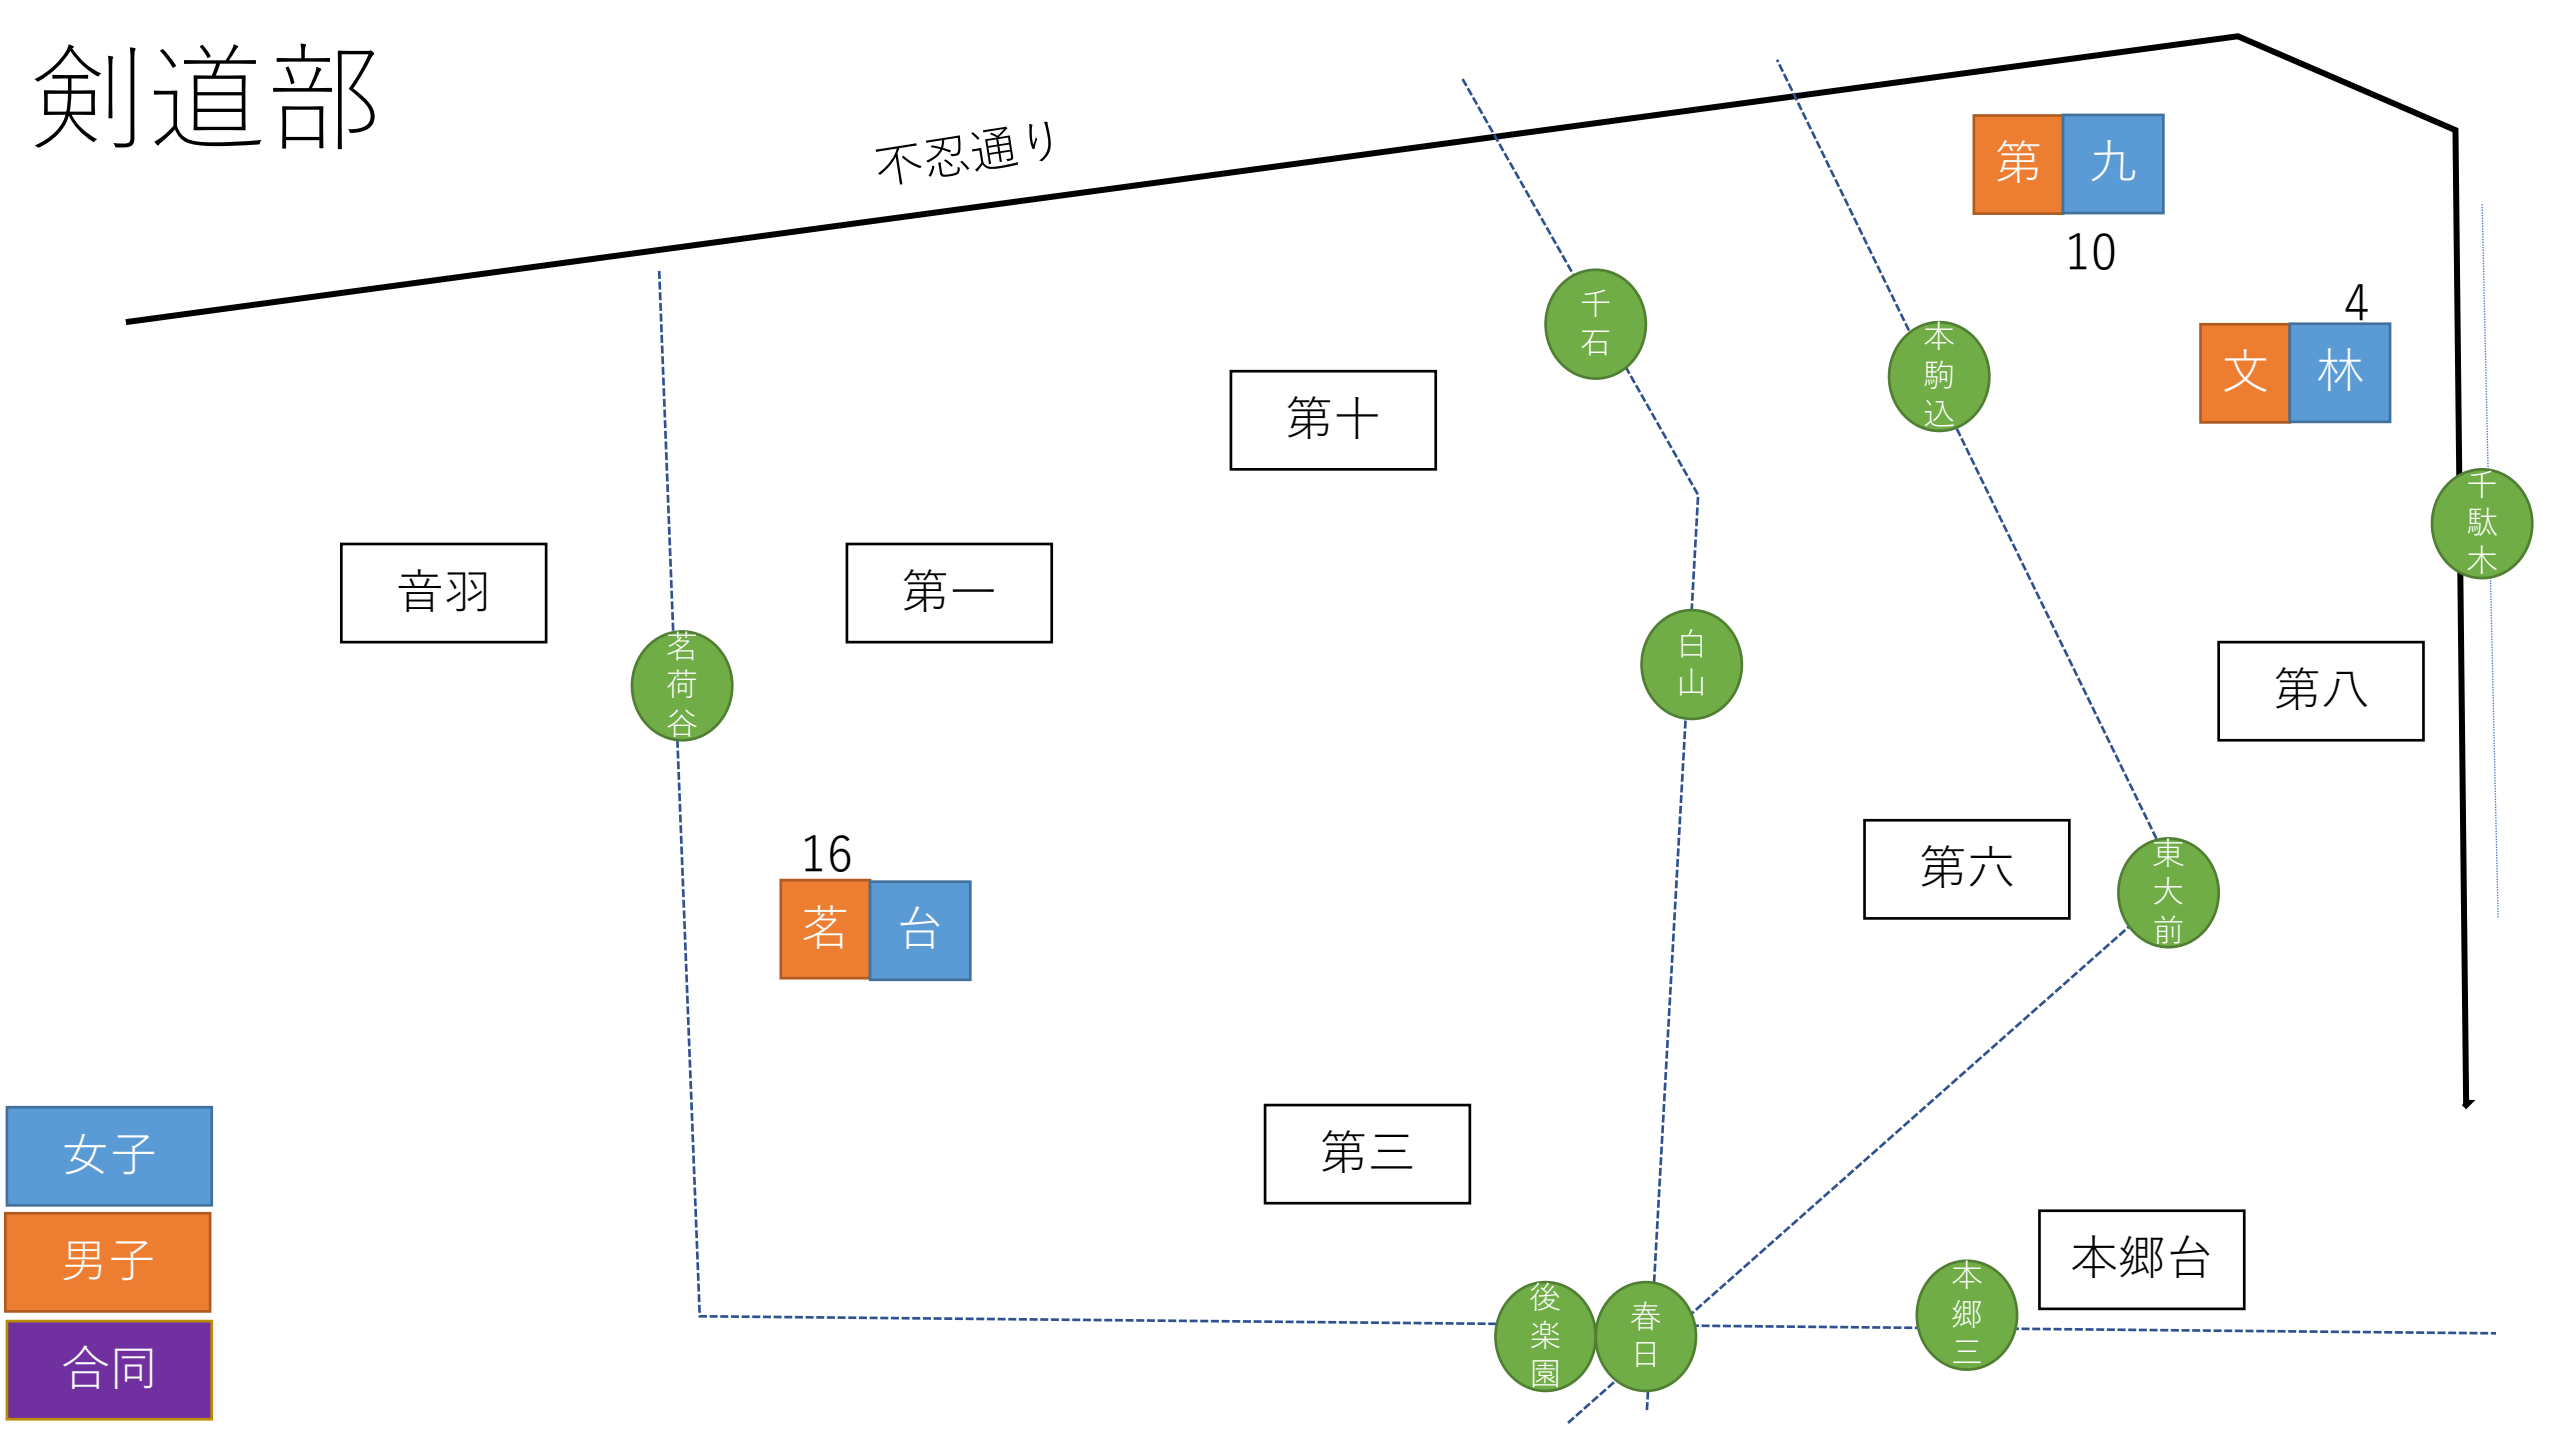 剣道部
不忍通り
第九
10
千石
4
本駒込
文林
第十
千駄木
音羽
第一
茗荷谷
白山
第八
16
第六
東大前
茗台
第三
女子
男子
本郷台
後楽園
春日
本郷三
合同